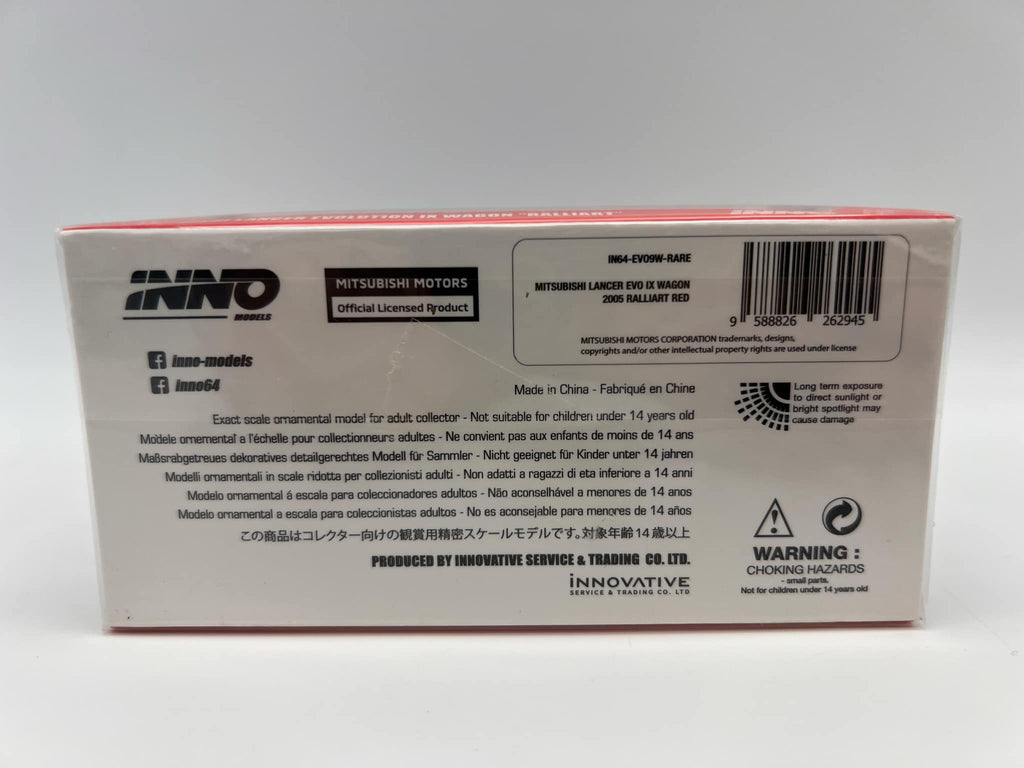 LANCER EVOLUTION IX WAGON "RALLIART"
INNO
INNO
MODELS
MITSUBISHI MOTORS
Official Licensed Product
inno-models
inno64
IN64-EVO9W-RARE
MITSUBISHI LANCER EVO IX WAGON
2005 RALLIART RED
9 588826 262945
MITSUBISHI MOTORS CORPORATION trademarks, designs,
copyrights and/or other intellectual property rights are used under license
Made in China - Fabriqué en Chine
Long term exposure
to direct sunlight or
bright spotlight may
cause damage
Exact scale ornamental model for adult collector - Not suitable for children under 14 years old
Modèle ornemental a l'échelle pour collectionneurs adultes - Ne convient pas aux enfants de moins de 14 ans
Maßsrabgetreues dekoratives detailgerechtes Modell für Sammler - Nicht geeignet für Kinder unter 14 jahren
Modelli ornamentali in scale ridotta per collezionisti adulti - Non adatti a ragazzi di eta inferiore a 14 anni
Modelo ornamental á escala para coleccionadores adultos - Não aconselhável a menores de 14 anos
Modelo ornamental a escala para coleccionistas adultos - No es aconsejable para menores de 14 años
この商品はコレクター向けの観賞用精密スケールモデルです。対象年齢14歳以上
PRODUCED BY INNOVATIVE SERVICE & TRADING CO. LTD.
INNOVATIVE
SERVICE & TRADING CO. LTD
WARNING :
CHOKING HAZARDS
- small parts.
Not for children under 14 years old